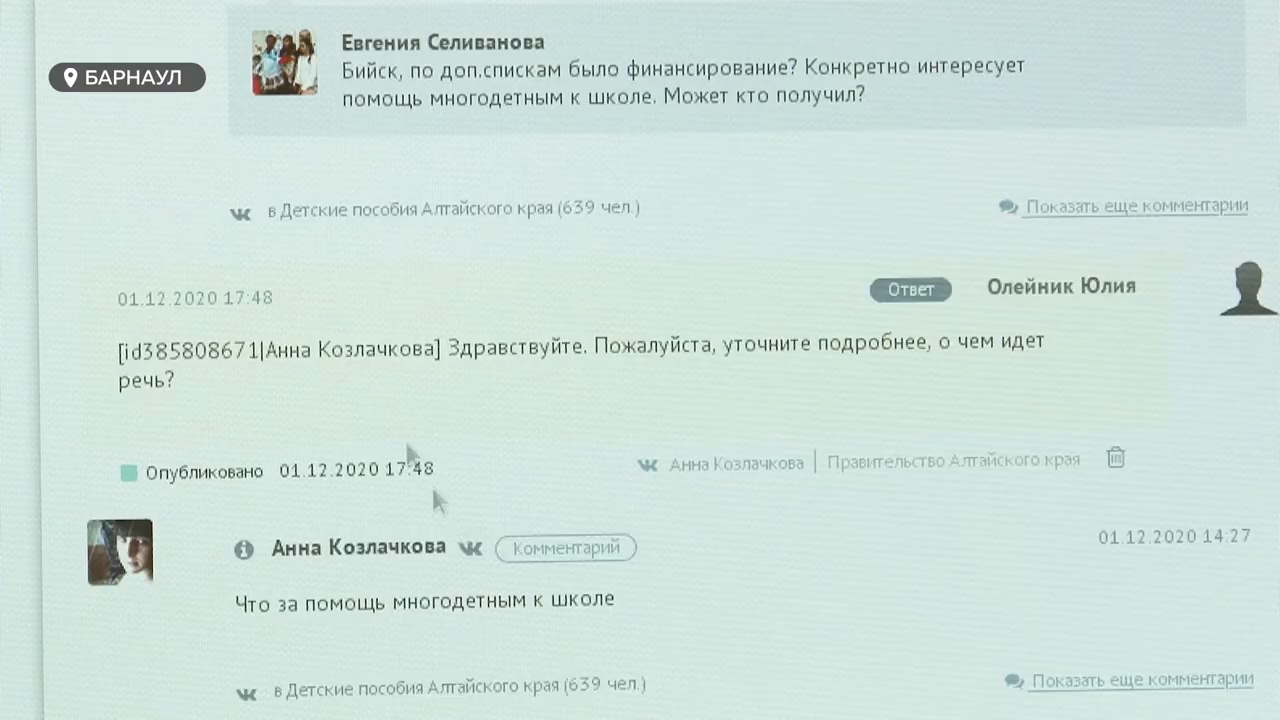 Евгения Селиванова
БАРНАУЛ
Бийск, по доп.спискам было финансирование? Конкретно интересует
помощь многодетным к школе. Может кто получил?
в Детские пособия Алтайского края (639 чел.)
Показать еще комментарии
01.12.2020 17:48
Ответ
Олейник Юлия
[id385808671|Анна Козлачкова] Здравствуйте. Пожалуйста, уточните подробнее, о чем идет
речь?
Опубликовано 01.12.2020 17:48
Анна Козлачкова | Правительство Алтайского края
Анна Козлачкова
Комментарий
01.12.2020 14:27
Что за помощь многодетным к школе
в Детские пособия Алтайского края (639 чел.)
Показать еще комментарии